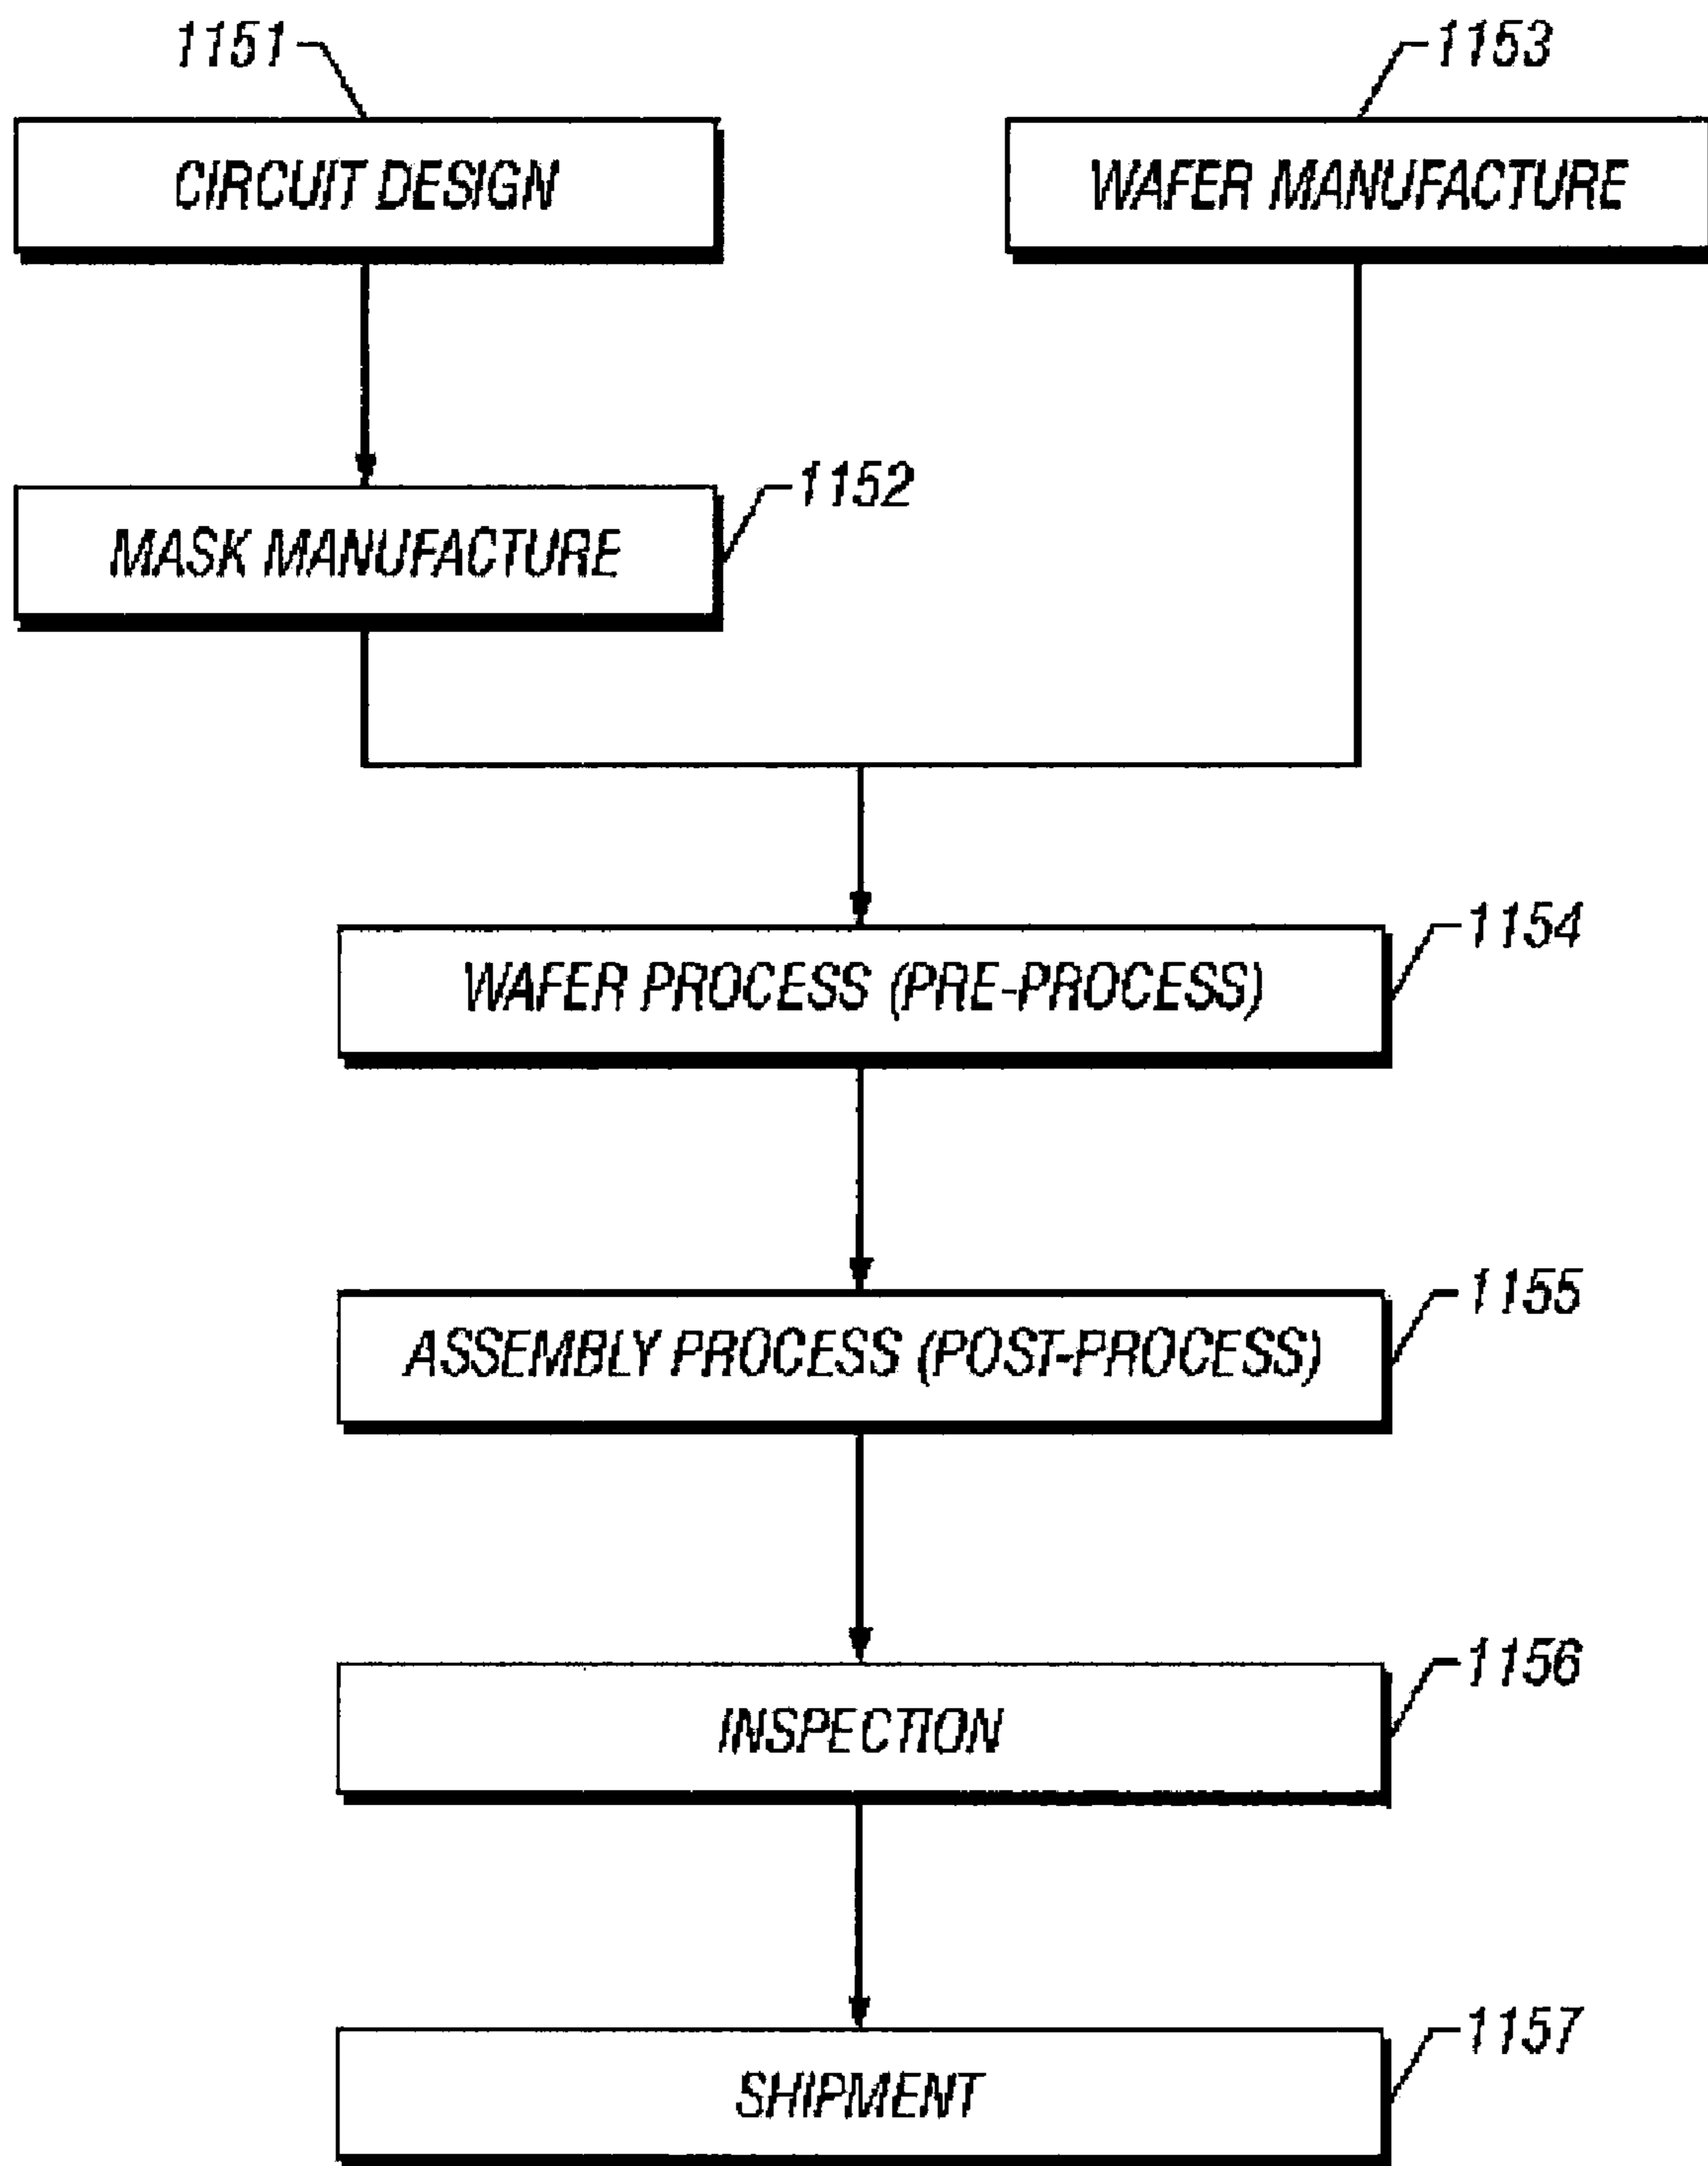 1151
1153
CIRCUIT DESIGN
WAFER MANUFACTURE
1152
MASK MANUFACTURE
1154
WAFER PROCESS (PRE-PROCESS)
1155
ASSEMBLY PROCESS (POST-PROCESS)
1156
INSPECTION
1157
SHIPMENT